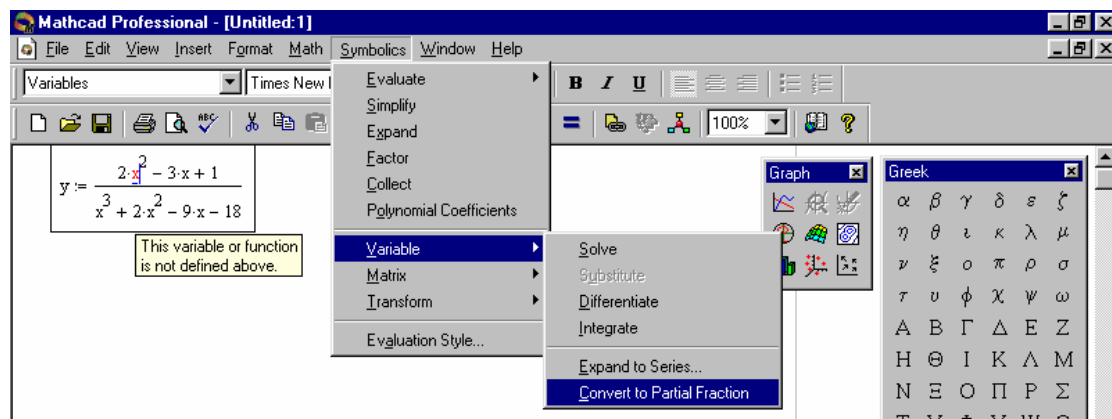 Mathcad Professional - [Untitled:1]
File Edit View Insert Format Math Symbolics Window Help
Variables Times New B I U
ABC = 100% ?
Evaluate
Simplify
Expand
Factor
Collect
Polynomial Coefficients
Variable
Matrix
Transform
Evaluation Style...
Solve
Substitute
Differentiate
Integrate
Expand to Series...
Convert to Partial Fraction
y := (2·x^2 − 3·x + 1) / (x^3 + 2·x^2 − 9·x − 18)
This variable or function
is not defined above.
Graph
Greek
α β γ δ ε ζ
η θ ι κ λ μ
ν ξ ο π ρ σ
τ υ φ χ ψ ω
Α Β Γ Δ Ε Ζ
Η Θ Ι Κ Λ Μ
Ν Ξ Ο Π Ρ Σ